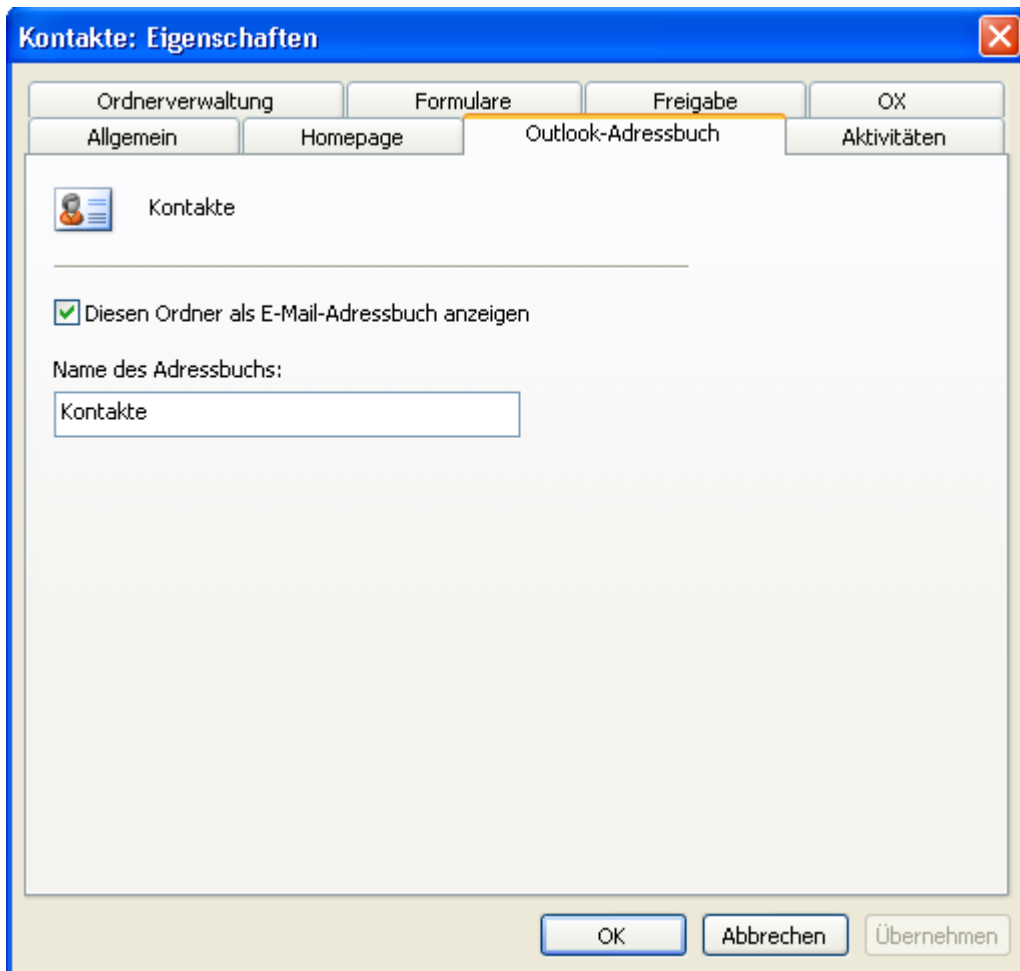 Kontakte: Eigenschaften
Ordnerverwaltung Formulare Freigabe OX
Allgemein Homepage Outlook-Adressbuch Aktivitäten
Kontakte
Diesen Ordner als E-Mail-Adressbuch anzeigen
Name des Adressbuchs:
Kontakte
OK Abbrechen Übernehmen